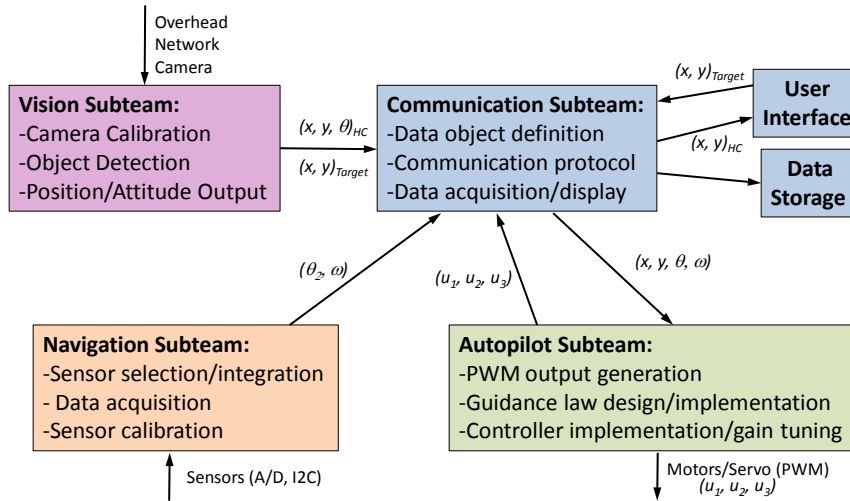 Overhead
Network
Camera
Vision Subteam:
-Camera Calibration
-Object Detection
-Position/Attitude Output
(x, y, θ)HC
(x, y)Target
Communication Subteam:
-Data object definition
-Communication protocol
-Data acquisition/display
(x, y)Target
(x, y)HC
User
Interface
Data
Storage
(θ2, ω)
(u1, u2, u3)
(x, y, θ, ω)
Navigation Subteam:
-Sensor selection/integration
- Data acquisition
-Sensor calibration
Autopilot Subteam:
-PWM output generation
-Guidance law design/implementation
-Controller implementation/gain tuning
Sensors (A/D, I2C)
Motors/Servo (PWM)
(u1, u2, u3)